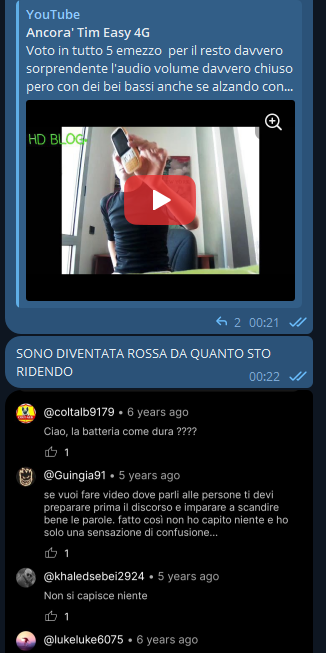 YouTube
Ancora' Tim Easy 4G
Voto in tutto 5 emezzo  per il resto davvero
sorprendente l'audio volume davvero chiuso
pero con dei bei bassi anche se alzando con...
HD BLOG
2 00:21
SONO DIVENTATA ROSSA DA QUANTO STO
RIDENDO
00:22
@coltalb9179 • 6 years ago
Ciao, la batteria come dura ????
1
@Guingia91 • 5 years ago
se vuoi fare video dove parli alle persone ti devi
preparare prima il discorso e imparare a scandire
bene le parole. fatto così non ho capito niente e ho
solo una sensazione di confusione...
1
@khaledsebei2924 • 5 years ago
Non si capisce niente
1
@lukeluke6075 • 6 years ago